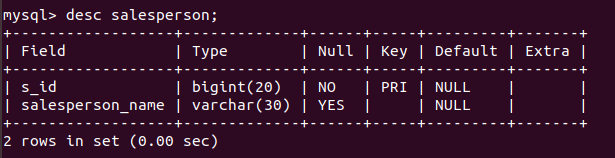 mysql> desc salesperson;
+------------------+-------------+------+-----+---------+-------+
| Field            | Type        | Null | Key | Default | Extra |
+------------------+-------------+------+-----+---------+-------+
| s_id             | bigint(20)  | NO   | PRI | NULL    |       |
| salesperson_name | varchar(30) | YES  |     | NULL    |       |
+------------------+-------------+------+-----+---------+-------+
2 rows in set (0.00 sec)